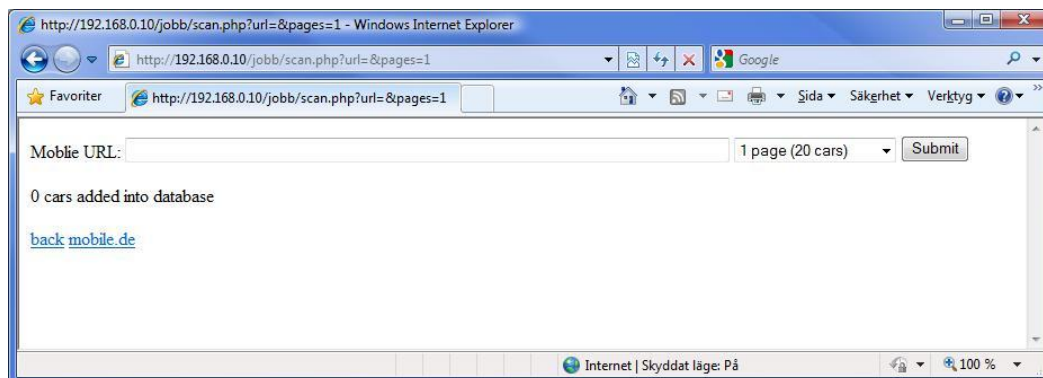 http://192.168.0.10/jobb/scan.php?url=&pages=1 - Windows Internet Explorer
http://192.168.0.10/jobb/scan.php?url=&pages=1 Google
Favoriter http://192.168.0.10/jobb/scan.php?url=&pages=1 Sida Säkerhet Verktyg
Moblie URL: 1 page (20 cars) Submit
0 cars added into database
back mobile.de
Internet | Skyddat läge: På 100 %